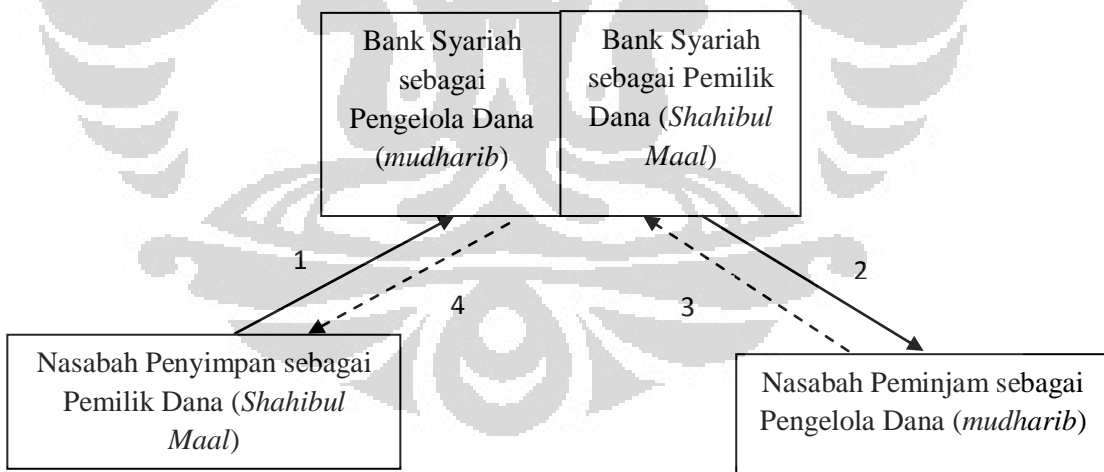 Bank Syariah
sebagai
Pengelola Dana
(mudharib)
Bank Syariah
sebagai Pemilik
Dana (Shahibul
Maal)
1
4
3
2
Nasabah Penyimpan sebagai
Pemilik Dana (Shahibul
Maal)
Nasabah Peminjam sebagai
Pengelola Dana (mudharib)